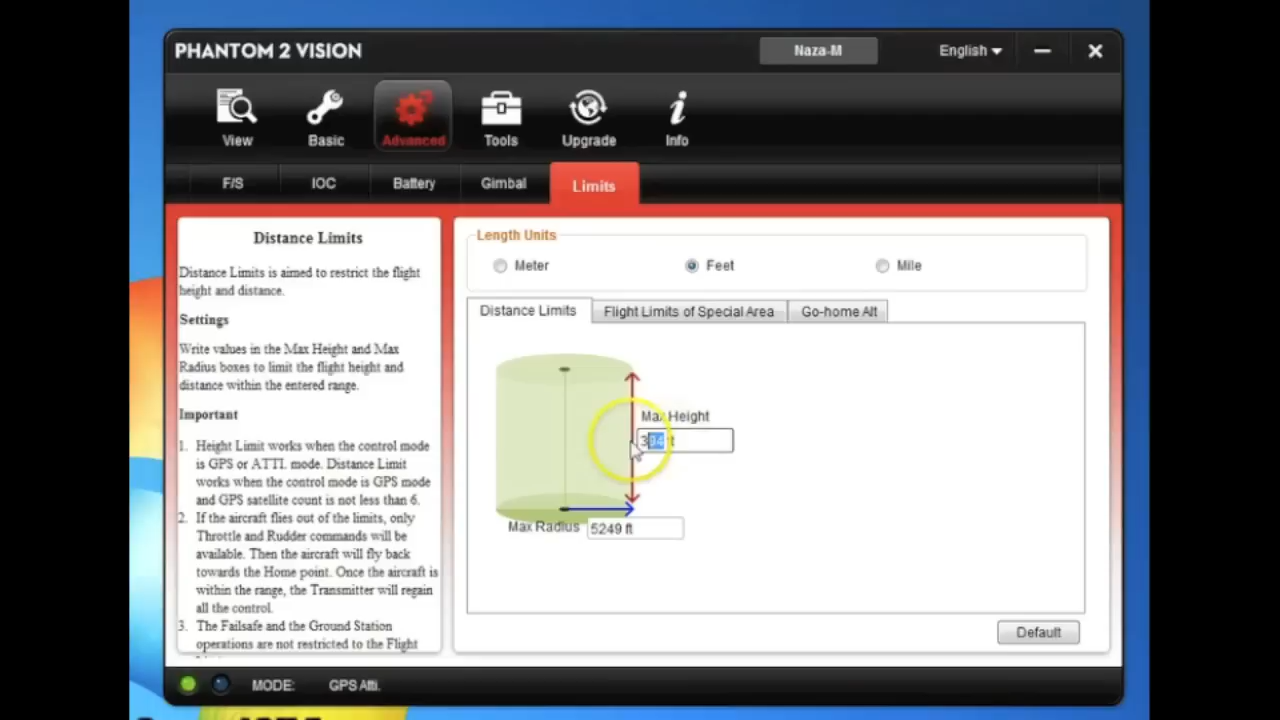 PHANTOM 2 VISION
Naza-M
English
View
Basic
Advanced
Tools
Upgrade
Info
F/S
IOC
Battery
Gimbal
Limits
Distance Limits
Distance Limits is aimed to restrict the flight
height and distance.
Settings
Write values in the Max Height and Max
Radius boxes to limit the flight height and
distance within the entered range.
Important
1. Height Limit works when the control mode
is GPS or ATTI. mode. Distance Limit
works when the control mode is GPS mode
and GPS satellite count is not less than 6.
2. If the aircraft flies out of the limits, only
Throttle and Rudder commands will be
available. Then the aircraft will fly back
towards the Home point. Once the aircraft is
within the range, the Transmitter will regain
all the control.
3. The Failsafe and the Ground Station
operations are not restricted to the Flight
Length Units
Meter
Feet
Mile
Distance Limits
Flight Limits of Special Area
Go-home Alt
Max Height
394 ft
Max Radius
5249 ft
Default
MODE:
GPS Atti.